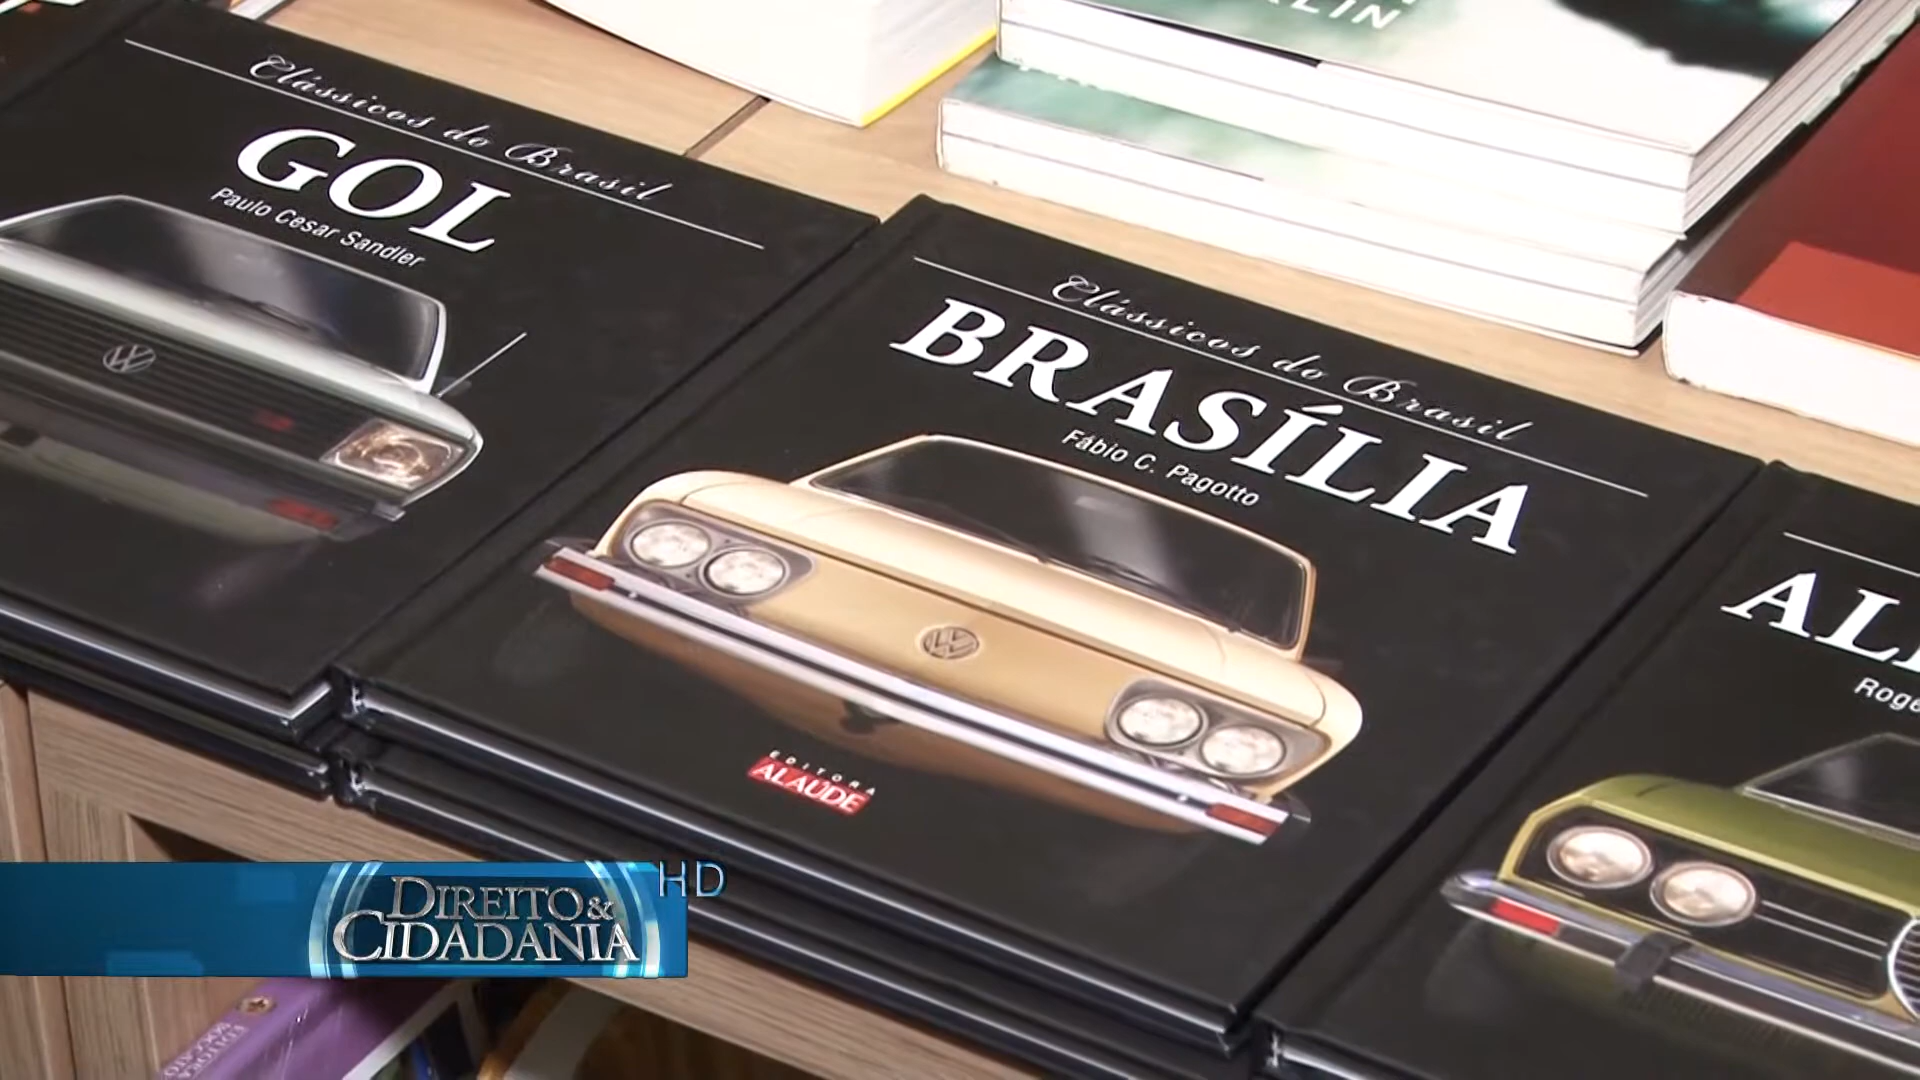 Clássicos do Brasil
GOL
Paulo Cesar Sandler
Clássicos do Brasil
BRASÍLIA
Fábio C. Pagotto
EDITORA
ALAÚDE
DIREITO &
CIDADANIA
HD